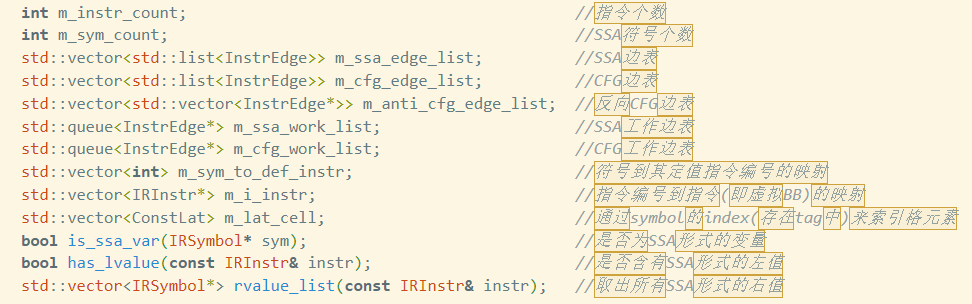 int m_instr_count; //指令个数
int m_sym_count; //SSA符号个数
std::vector<std::list<InstrEdge>> m_ssa_edge_list; //SSA边表
std::vector<std::list<InstrEdge>> m_cfg_edge_list; //CFG边表
std::vector<std::vector<InstrEdge*>> m_anti_cfg_edge_list; //反向CFG边表
std::queue<InstrEdge*> m_ssa_work_list; //SSA工作边表
std::queue<InstrEdge*> m_cfg_work_list; //CFG工作边表
std::vector<int> m_sym_to_def_instr; //符号到其定值指令编号的映射
std::vector<IRInstr*> m_i_instr; //指令编号到指令(即虚拟BB)的映射
std::vector<ConstLat> m_lat_cell; //通过symbol的index(存在tag中)来索引格元素
bool is_ssa_var(IRSymbol* sym); //是否为SSA形式的变量
bool has_lvalue(const IRInstr& instr); //是否含有SSA形式的左值
std::vector<IRSymbol*> rvalue_list(const IRInstr& instr); //取出所有SSA形式的右值